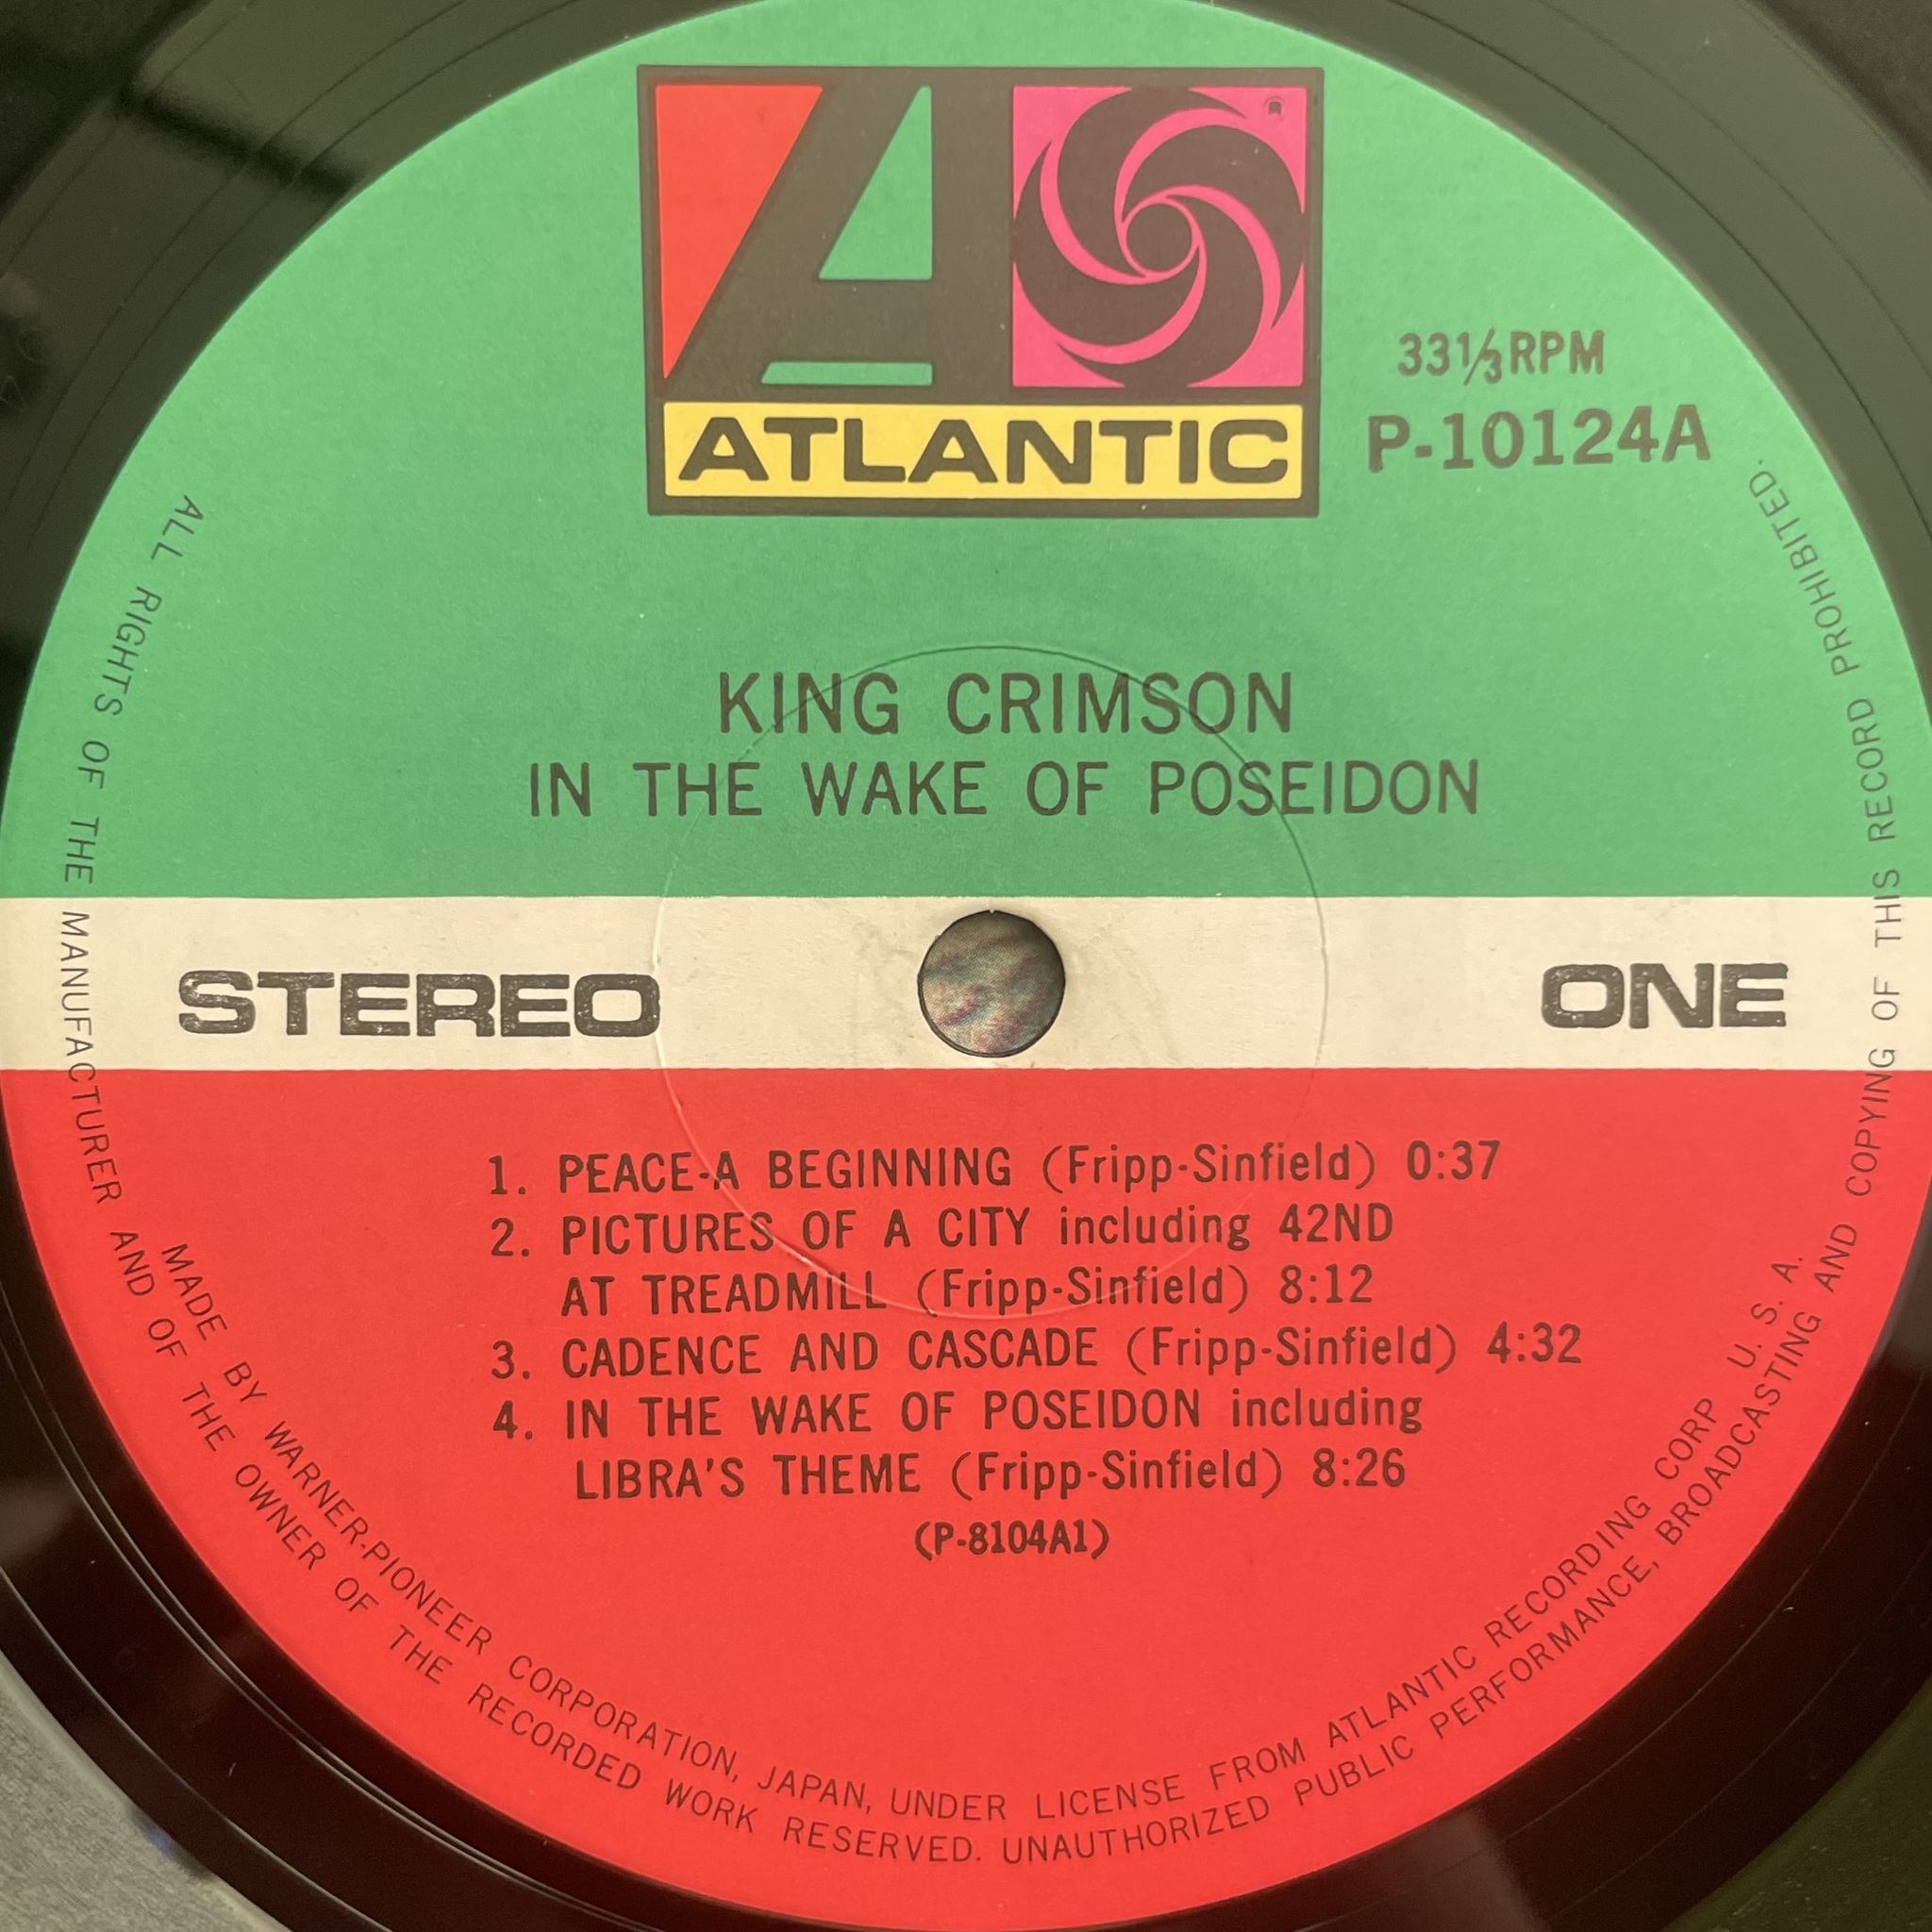 ATLANTIC
33⅓RPM
P-10124A
KING CRIMSON
IN THE WAKE OF POSEIDON
STEREO
ONE
1. PEACE-A BEGINNING (Fripp-Sinfield) 0:37
2. PICTURES OF A CITY including 42ND
AT TREADMILL (Fripp-Sinfield) 8:12
3. CADENCE AND CASCADE (Fripp-Sinfield) 4:32
4. IN THE WAKE OF POSEIDON including
LIBRA'S THEME (Fripp-Sinfield) 8:26
(P-8104A1)
MADE BY WARNER-PIONEER CORPORATION, JAPAN, UNDER LICENSE FROM ATLANTIC RECORDING CORP U. S. A.
ALL RIGHTS OF THE MANUFACTURER AND OF THE OWNER OF THE RECORDED WORK RESERVED. UNAUTHORIZED PUBLIC PERFORMANCE, BROADCASTING AND COPYING OF THIS RECORD PROHIBITED.